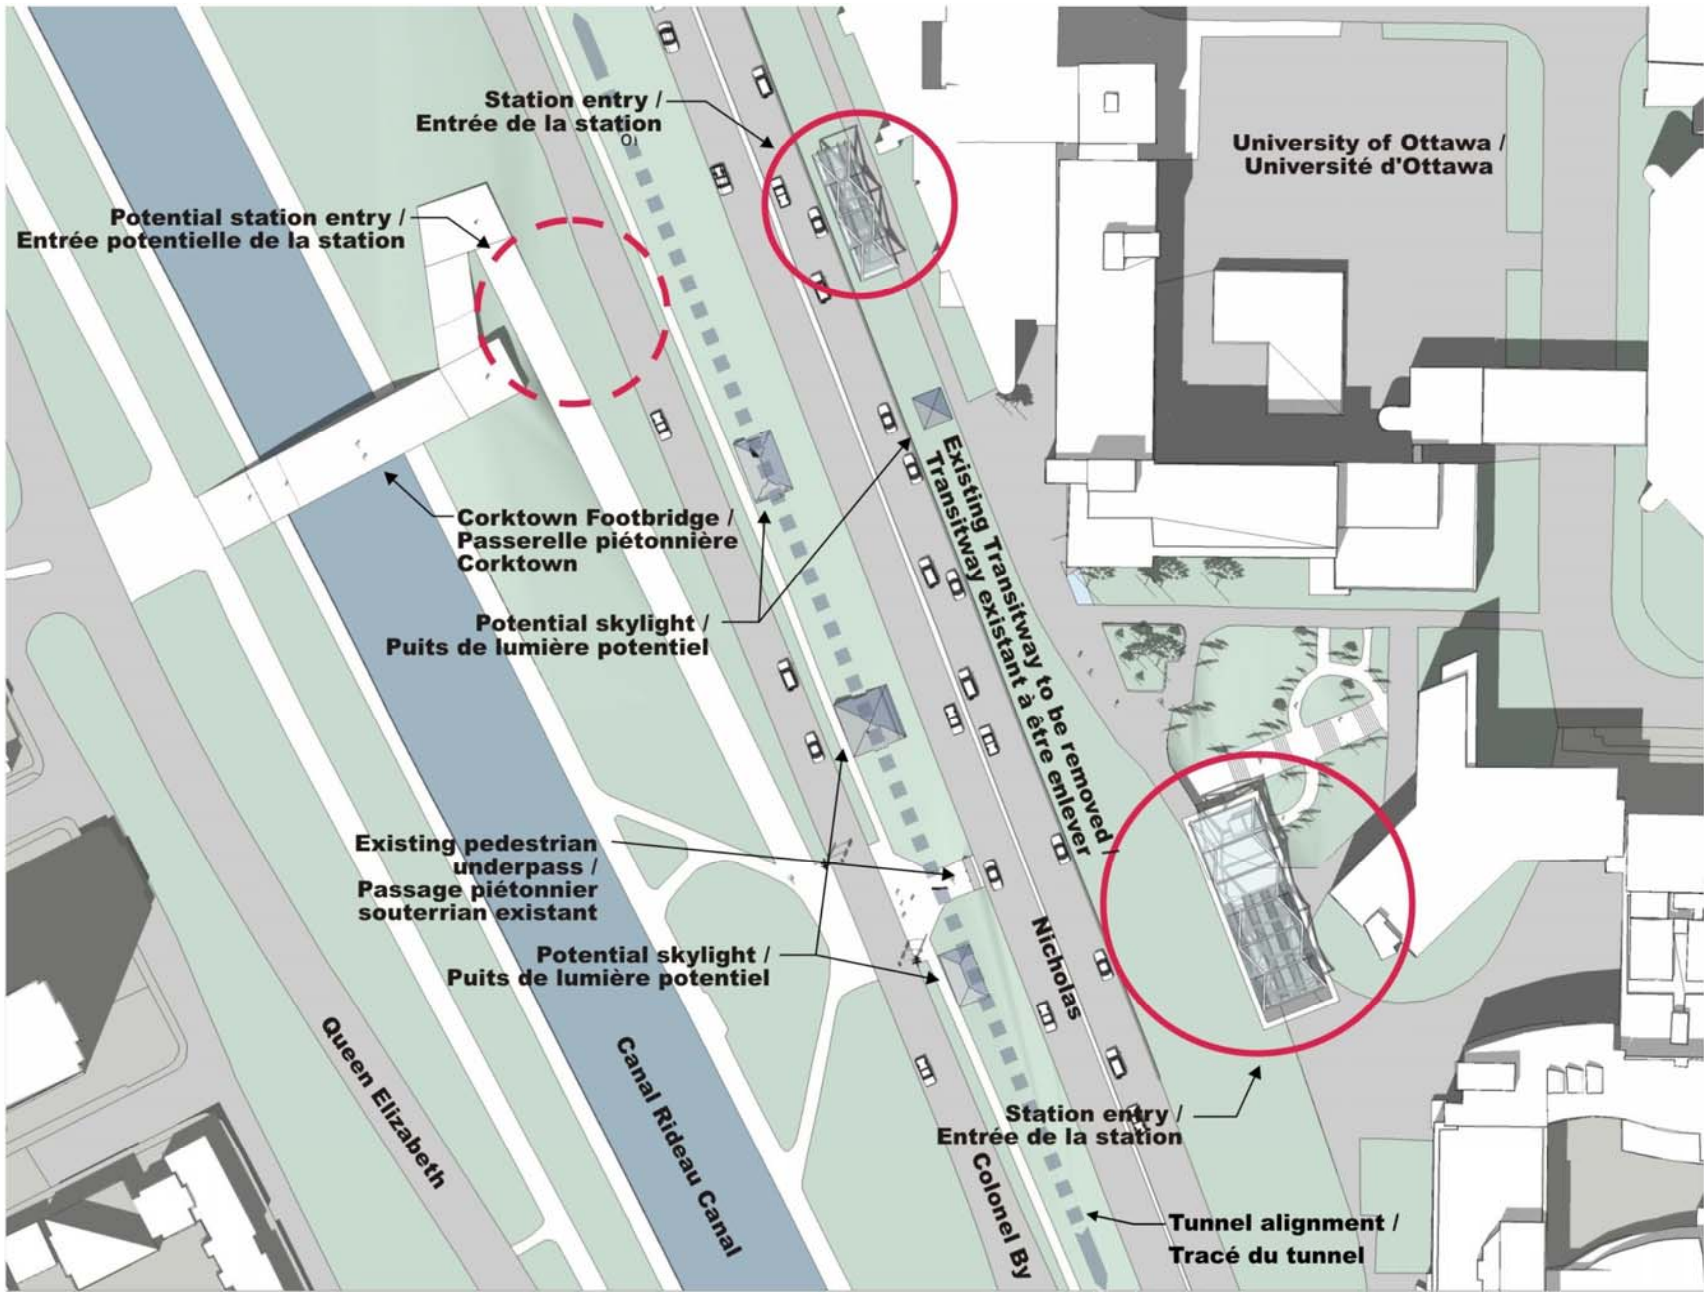 Station entry /
Entrée de la station
University of Ottawa /
Université d'Ottawa
Potential station entry /
Entrée potentielle de la station
Corktown Footbridge /
Passerelle piétonnière
Corktown
Existing Transitway to be removed /
Transitway existant à être enlever
Potential skylight /
Puits de lumière potentiel
Existing pedestrian
underpass /
Passage piétonnier
souterrian existant
Potential skylight /
Puits de lumière potentiel
Nicholas
Queen Elizabeth
Canal Rideau Canal
Colonel By
Station entry /
Entrée de la station
Tunnel alignment /
Tracé du tunnel